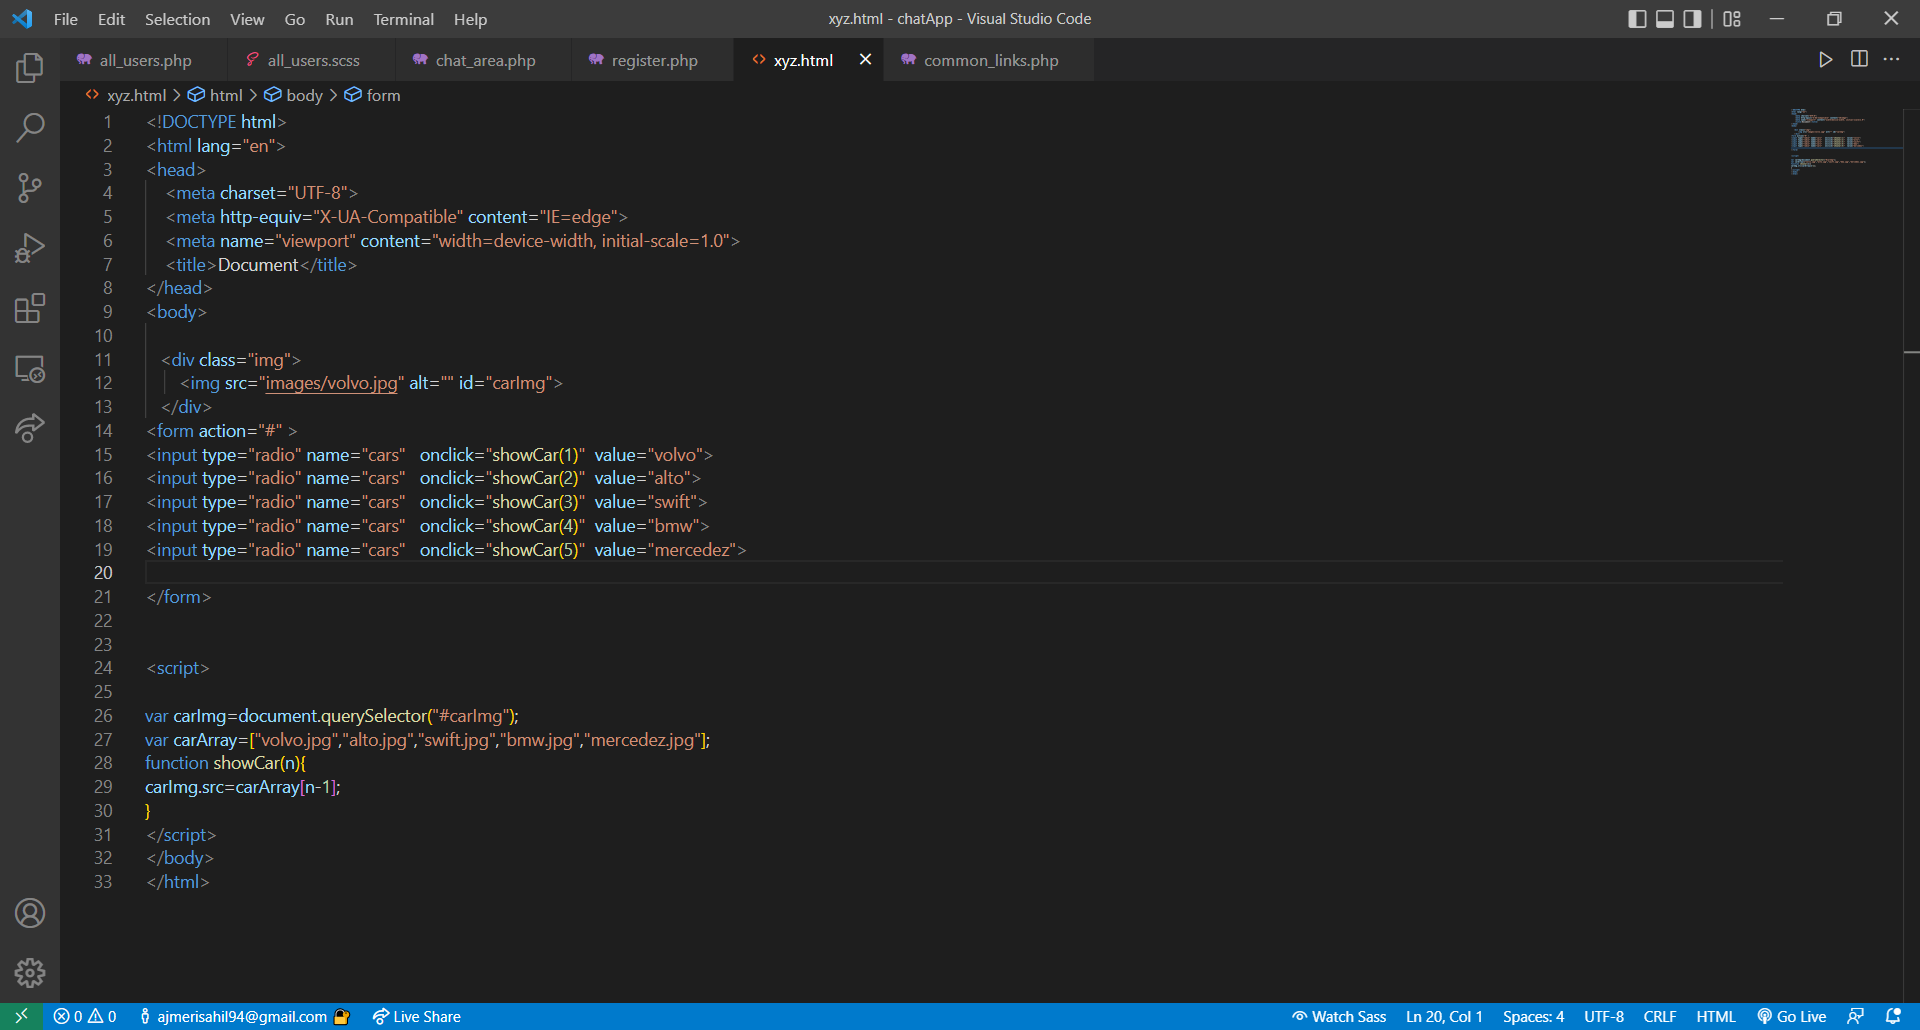 File Edit Selection View Go Run Terminal Help xyz.html - chatApp - Visual Studio Code
all_users.php all_users.scss chat_area.php register.php xyz.html common_links.php
xyz.html > html > body > form
1 <!DOCTYPE html>
2 <html lang="en">
3 <head>
4 <meta charset="UTF-8">
5 <meta http-equiv="X-UA-Compatible" content="IE=edge">
6 <meta name="viewport" content="width=device-width, initial-scale=1.0">
7 <title>Document</title>
8 </head>
9 <body>
10
11 <div class="img">
12 <img src="images/volvo.jpg" alt="" id="carImg">
13 </div>
14 <form action="#" >
15 <input type="radio" name="cars" onclick="showCar(1)" value="volvo">
16 <input type="radio" name="cars" onclick="showCar(2)" value="alto">
17 <input type="radio" name="cars" onclick="showCar(3)" value="swift">
18 <input type="radio" name="cars" onclick="showCar(4)" value="bmw">
19 <input type="radio" name="cars" onclick="showCar(5)" value="mercedez">
20
21 </form>
22
23
24 <script>
25
26 var carImg=document.querySelector("#carImg");
27 var carArray=["volvo.jpg","alto.jpg","swift.jpg","bmw.jpg","mercedez.jpg"];
28 function showCar(n){
29 carImg.src=carArray[n-1];
30 }
31 </script>
32 </body>
33 </html>
0 0 ajmerisahil94@gmail.com Live Share Watch Sass Ln 20, Col 1 Spaces: 4 UTF-8 CRLF HTML Go Live